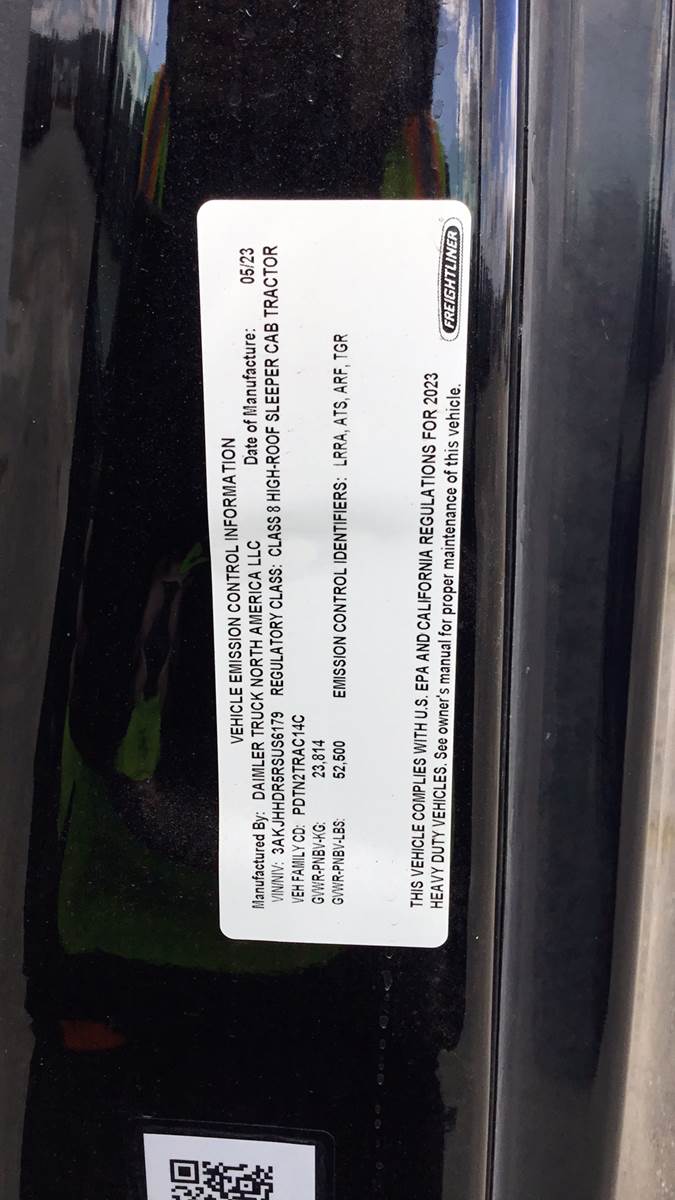 VEHICLE EMISSION CONTROL INFORMATION
Manufactured By: DAIMLER TRUCK NORTH AMERICA LLC Date of Manufacture: 05/23
VIN/NIV: 3AKJHHDR5RSUS6179 REGULATORY CLASS: CLASS 8 HIGH-ROOF SLEEPER CAB TRACTOR
VEH FAMILY CD: PDTN2TRAC14C
GVWR-PNBV-KG: 23,814
GVWR-PNBV-LBS: 52,500 EMISSION CONTROL IDENTIFIERS: LRRA, ATS, ARF, TGR
THIS VEHICLE COMPLIES WITH U.S. EPA AND CALIFORNIA REGULATIONS FOR 2023
HEAVY DUTY VEHICLES. See owner's manual for proper maintenance of this vehicle.
FREIGHTLINER